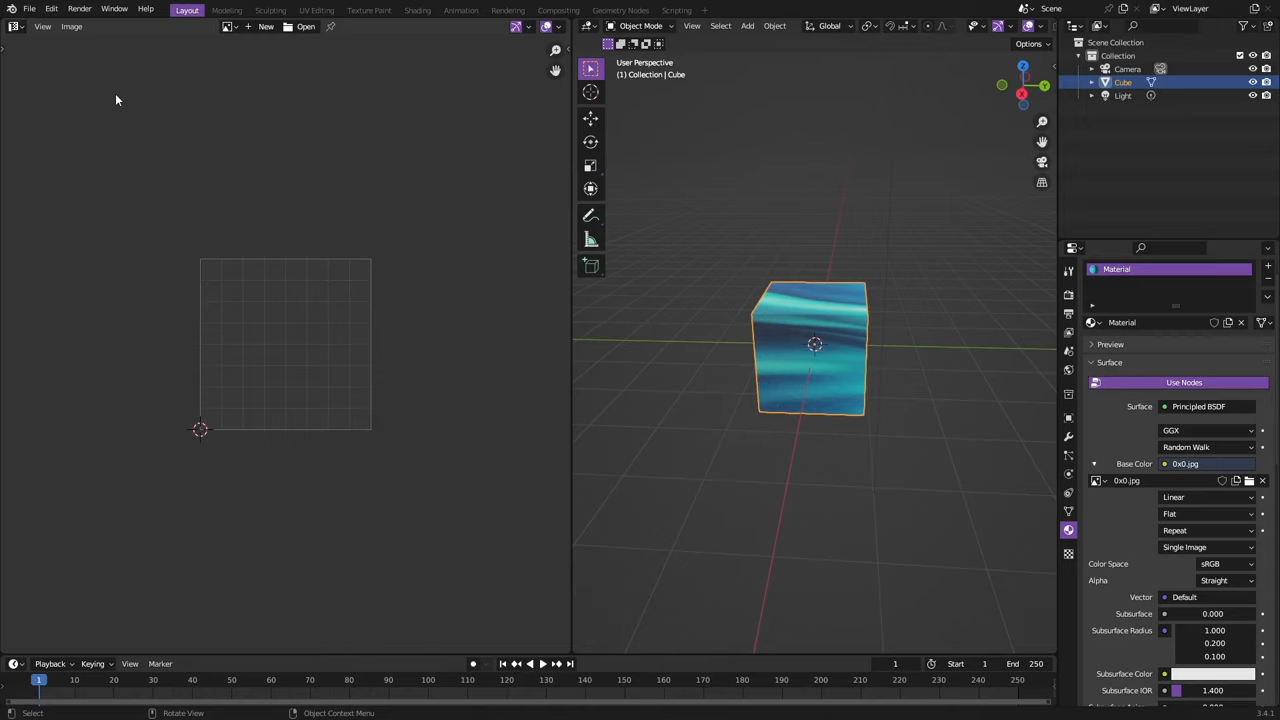 File Edit Render Window Help Layout Modeling Sculpting UV Editing Texture Paint Shading Animation Rendering Compositing Geometry Nodes Scripting Scene ViewLayer
View Image New Open Object Mode View Select Add Object Global
Options
User Perspective
(1) Collection | Cube
Z
Y
X
Scene Collection
Collection
Camera
Cube
Light
Material
Material
Preview
Surface
Use Nodes
Surface Principled BSDF
GGX
Random Walk
Base Color 0x0.jpg
0x0.jpg
Linear
Flat
Repeat
Single Image
Color Space sRGB
Alpha Straight
Vector Default
Subsurface 0.000
Subsurface Radius 1.000
0.200
0.100
Subsurface Color
Subsurface IOR 1.400
Playback Keying View Marker 1 Start 1 End 250
1 10 20 30 40 50 60 70 80 90 100 110 120 130 140 150 160 170 180 190 200 210 220 230 240 250
Select Rotate View Object Context Menu 3.4.1